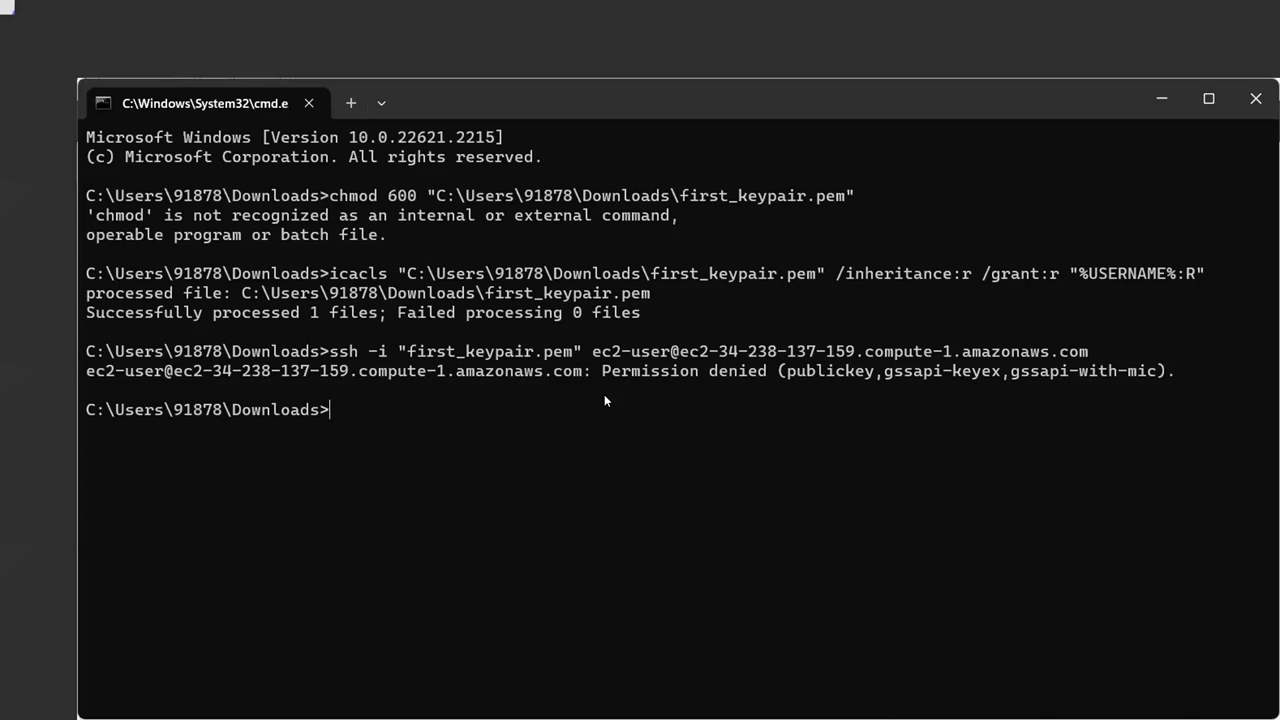 C:\Windows\System32\cmd.e
Microsoft Windows [Version 10.0.22621.2215]
(c) Microsoft Corporation. All rights reserved.
C:\Users\91878\Downloads>chmod 600 "C:\Users\91878\Downloads\first_keypair.pem"
'chmod' is not recognized as an internal or external command,
operable program or batch file.
C:\Users\91878\Downloads>icacls "C:\Users\91878\Downloads\first_keypair.pem" /inheritance:r /grant:r "%USERNAME%:R"
processed file: C:\Users\91878\Downloads\first_keypair.pem
Successfully processed 1 files; Failed processing 0 files
C:\Users\91878\Downloads>ssh -i "first_keypair.pem" ec2-user@ec2-34-238-137-159.compute-1.amazonaws.com
ec2-user@ec2-34-238-137-159.compute-1.amazonaws.com: Permission denied (publickey,gssapi-keyex,gssapi-with-mic).
C:\Users\91878\Downloads>